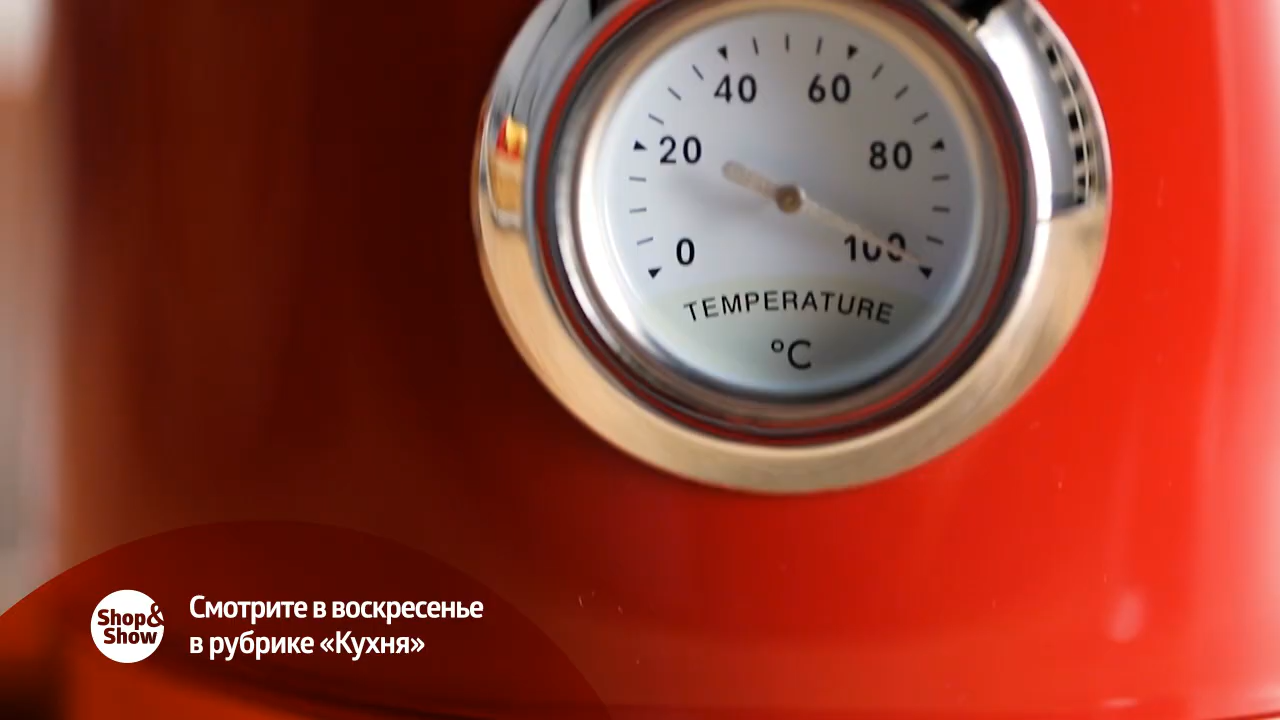 40 60
20 80
0 100
TEMPERATURE
°C
Shop&
Show
Смотрите в воскресенье
в рубрике «Кухня»